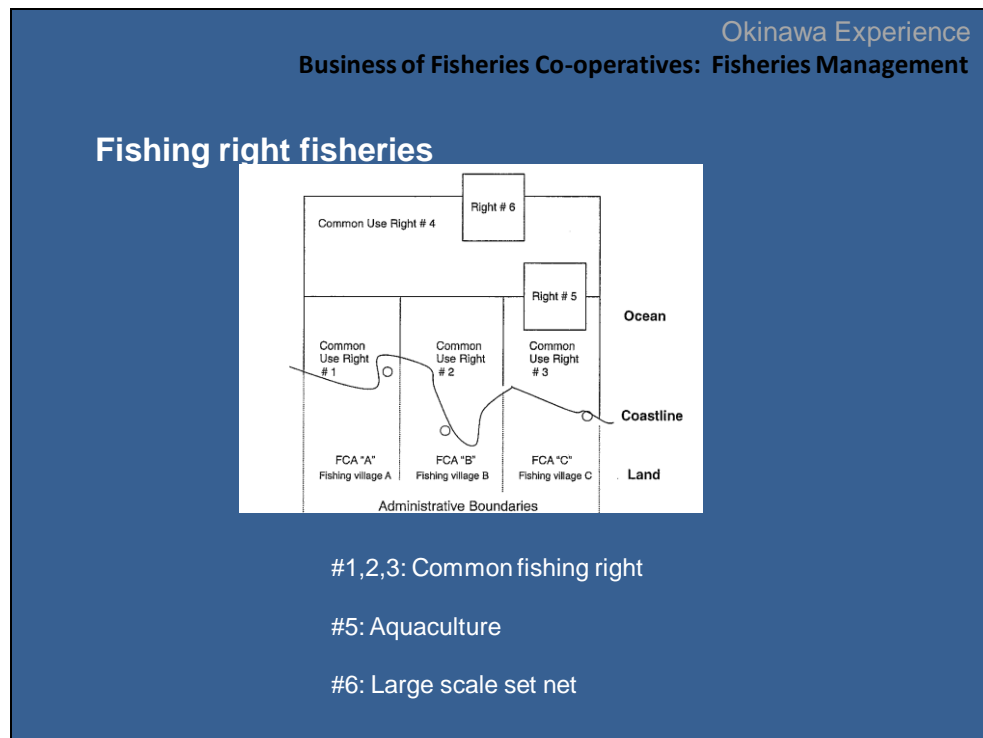 Okinawa Experience
Business of Fisheries Co-operatives: Fisheries Management
Fishing right fisheries
Right # 6
Common Use Right # 4
Right # 5
Ocean
Common
Use Right
# 1
Common
Use Right
# 2
Common
Use Right
# 3
Coastline
FCA "A"
Fishing village A
FCA "B"
Fishing village B
FCA "C"
Fishing village C
Land
Administrative Boundaries
#1,2,3: Common fishing right
#5: Aquaculture
#6: Large scale set net